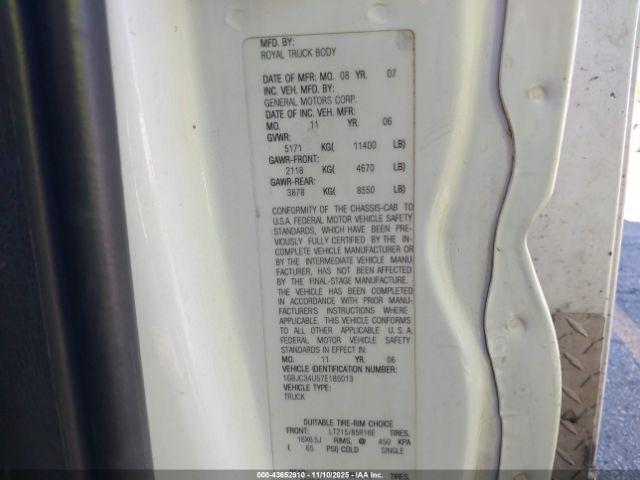 MFD. BY:
ROYAL TRUCK BODY
DATE OF MFR: MO. 08 YR. 07
INC. VEH. MFD. BY:
GENERAL MOTORS CORP.
DATE OF INC. VEH. MFR:
MO. 11 YR. 06
GVWR:
5171 KG( 11400 LB)
GAWR-FRONT:
2118 KG( 4670 LB)
GAWR-REAR:
3878 KG( 8550 LB)
CONFORMITY OF THE CHASSIS-CAB TO
U.S.A. FEDERAL MOTOR VEHICLE SAFETY
STANDARDS, WHICH HAVE BEEN PRE-
VIOUSLY FULLY CERTIFIED BY THE IN-
COMPLETE VEHICLE MANUFACTURER OR
BY THE INTERMEDIATE VEHICLE MANU-
FACTURER, HAS NOT BEEN AFFECTED
BY THE FINAL-STAGE MANUFACTURER.
THE VEHICLE HAS BEEN COMPLETED
IN ACCORDANCE WITH PRIOR MANU-
FACTURER'S INSTRUCTIONS WHERE
APPLICABLE. THIS VEHICLE CONFORMS
TO ALL OTHER APPLICABLE U.S.A.
FEDERAL MOTOR VEHICLE SAFETY
STANDARDS IN EFFECT IN:
MO. 11 YR. 06
VEHICLE IDENTIFICATION NUMBER:
1GBJC34U57E185013
VEHICLE TYPE:
TRUCK
SUITABLE TIRE-RIM CHOICE
FRONT: LT215/85R16E TIRES,
16X6.5J RIMS, @ 450 KPA
( 65 PSI) COLD SINGLE
TIRES,
000-43652910 - 11/10/2025 - IAAI.COM